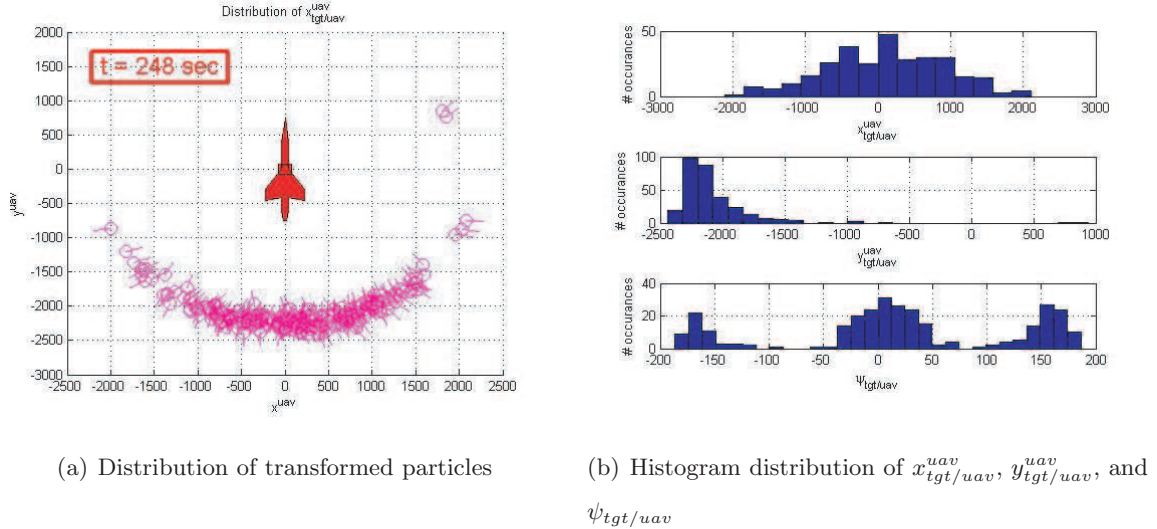 Distribution of x^uav_tgt/uav
t = 248 sec
2000
1500
1000
500
0
-500
-1000
-1500
-2000
-2500
-3000
y^uav
-2500 -2000 -1500 -1000 -500 0 500 1000 1500 2000 2500
x^uav
# occurances
50
0
-3000 -2000 -1000 0 1000 2000 3000
x^uav_tgt/uav
# occurances
100
50
0
-2500 -2000 -1500 -1000 -500 0 500 1000
y^uav_tgt/uav
# occurances
40
20
0
-200 -150 -100 -50 0 50 100 150 200
ψ_tgt/uav
(a) Distribution of transformed particles
(b) Histogram distribution of x^uav_tgt/uav, y^uav_tgt/uav, and
ψ_tgt/uav